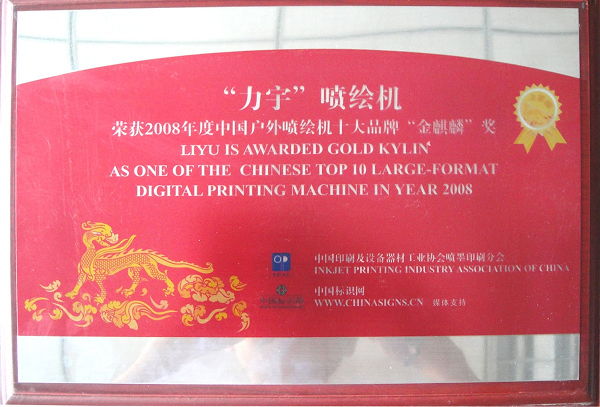 “力宇”喷绘机
荣获2008年度中国户外喷绘机十大品牌“金麒麟”奖
LIYU IS AWARDED GOLD KYLIN
AS ONE OF THE CHINESE TOP 10 LARGE-FORMAT
DIGITAL PRINTING MACHINE IN YEAR 2008
中国印刷及设备器材工业协会喷墨印刷分会
INKJET PRINTING INDUSTRY ASSOCIATION OF CHINA
中国标识网
WWW.CHINASIGNS.CN 媒体支持